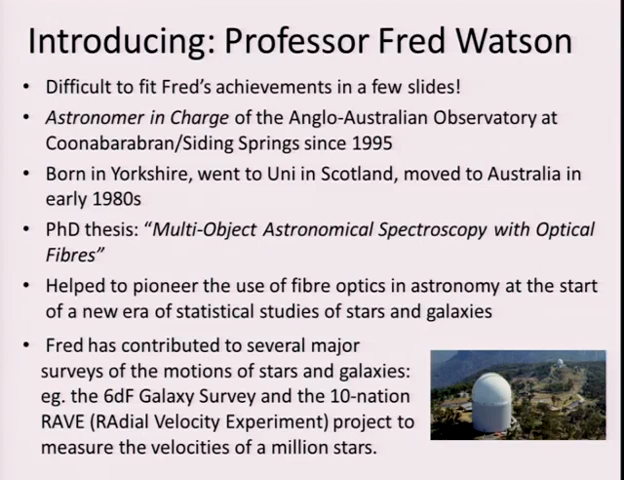 Introducing: Professor Fred Watson
• Difficult to fit Fred's achievements in a few slides!
• Astronomer in Charge of the Anglo-Australian Observatory at
Coonabarabran/Siding Springs since 1995
• Born in Yorkshire, went to Uni in Scotland, moved to Australia in
early 1980s
• PhD thesis: "Multi-Object Astronomical Spectroscopy with Optical
Fibres"
• Helped to pioneer the use of fibre optics in astronomy at the start
of a new era of statistical studies of stars and galaxies
• Fred has contributed to several major
surveys of the motions of stars and galaxies:
eg. the 6dF Galaxy Survey and the 10-nation
RAVE (RAdial Velocity Experiment) project to
measure the velocities of a million stars.